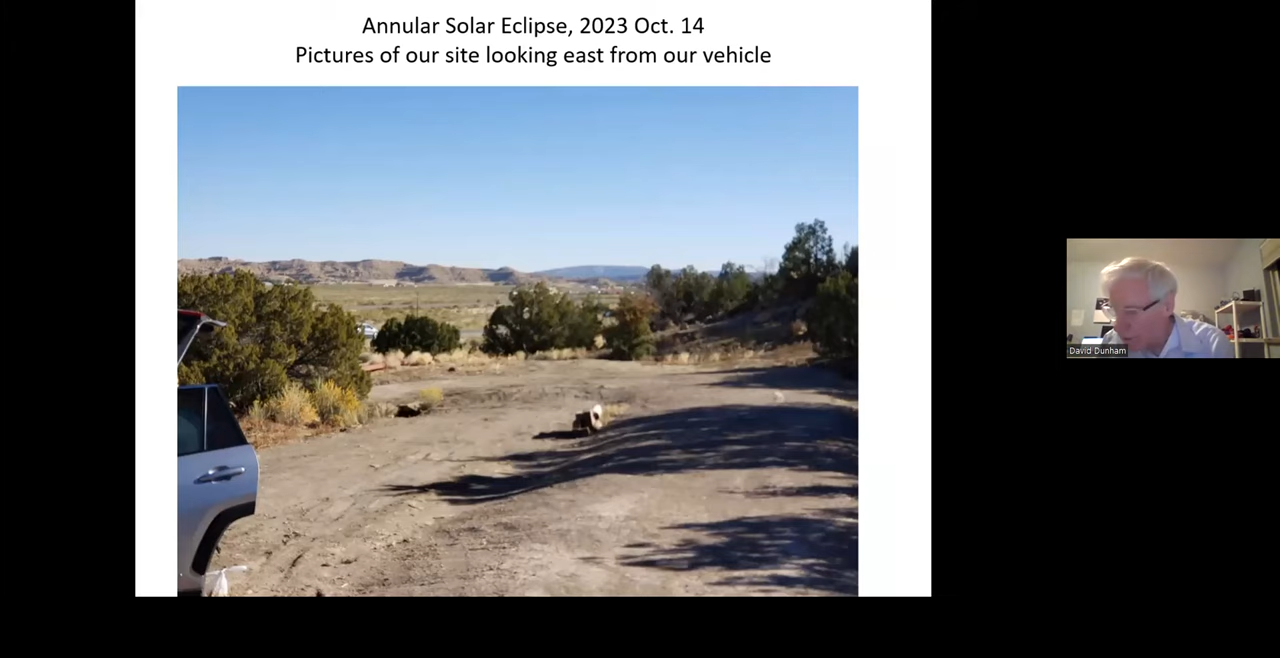 Annular Solar Eclipse, 2023 Oct. 14
Pictures of our site looking east from our vehicle
David Dunham